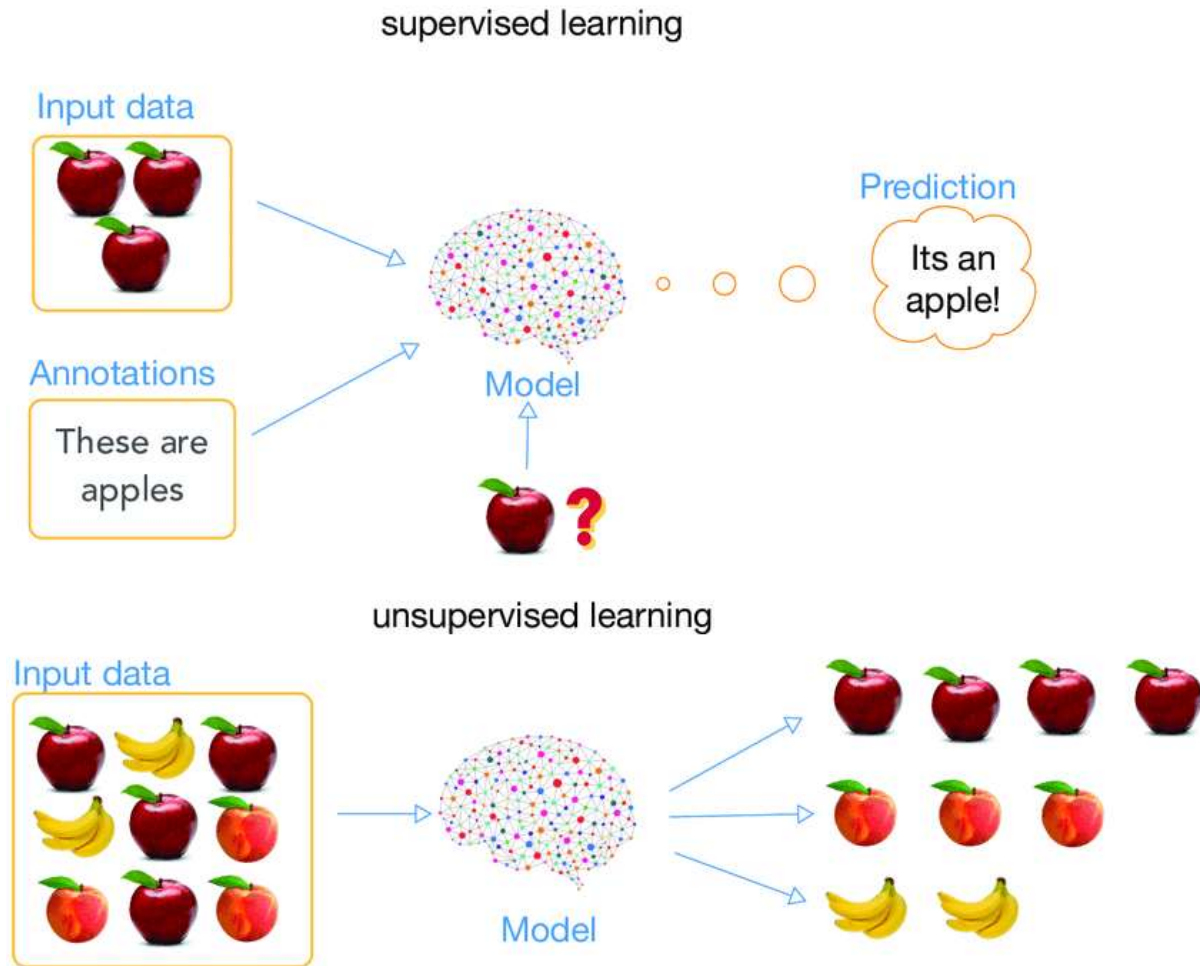 supervised learning
Input data
Prediction
Its an
apple!
Annotations
Model
These are
apples
?
unsupervised learning
Input data
Model